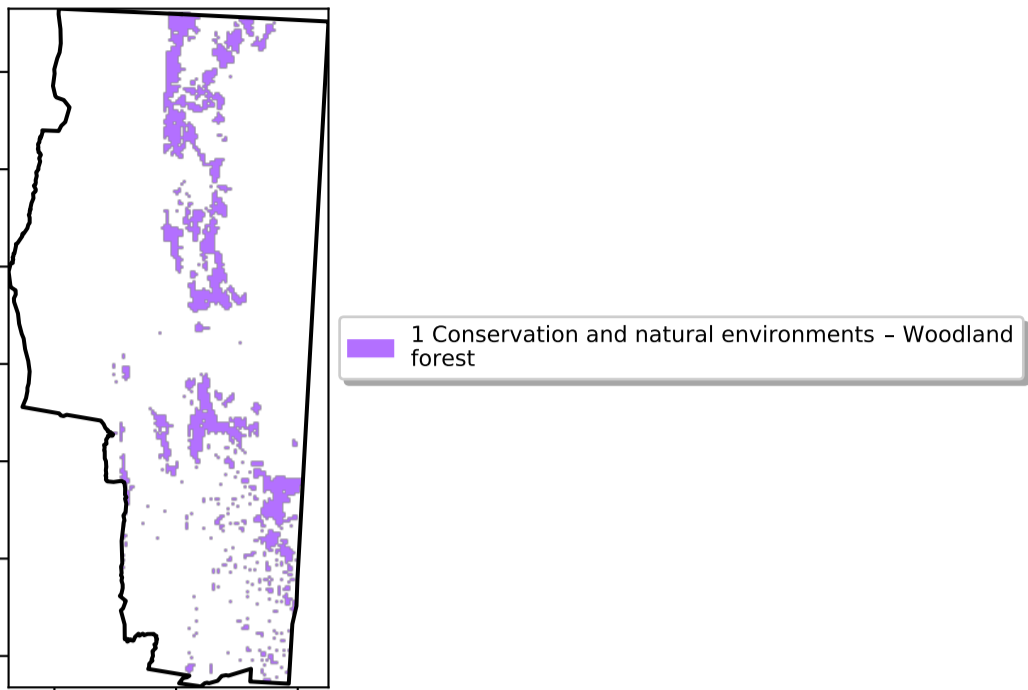 1 Conservation and natural environments – Woodland
forest